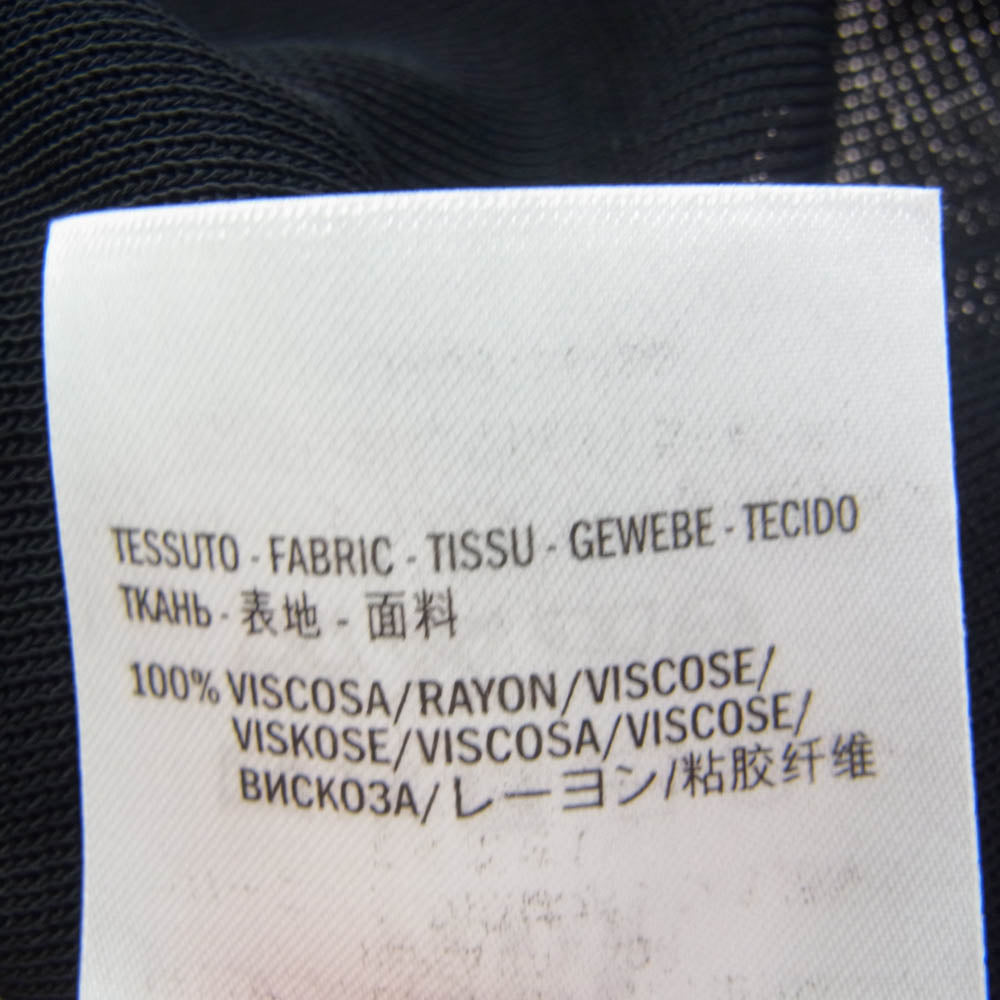 TESSUTO - FABRIC - TISSU - GEWEBE - TECIDO
ТКАНЬ - 表地 - 面料
100% VISCOSA/RAYON/VISCOSE/
VISKOSE/VISCOSA/VISCOSE/
ВИСКОЗА/レーヨン/粘胶纤维